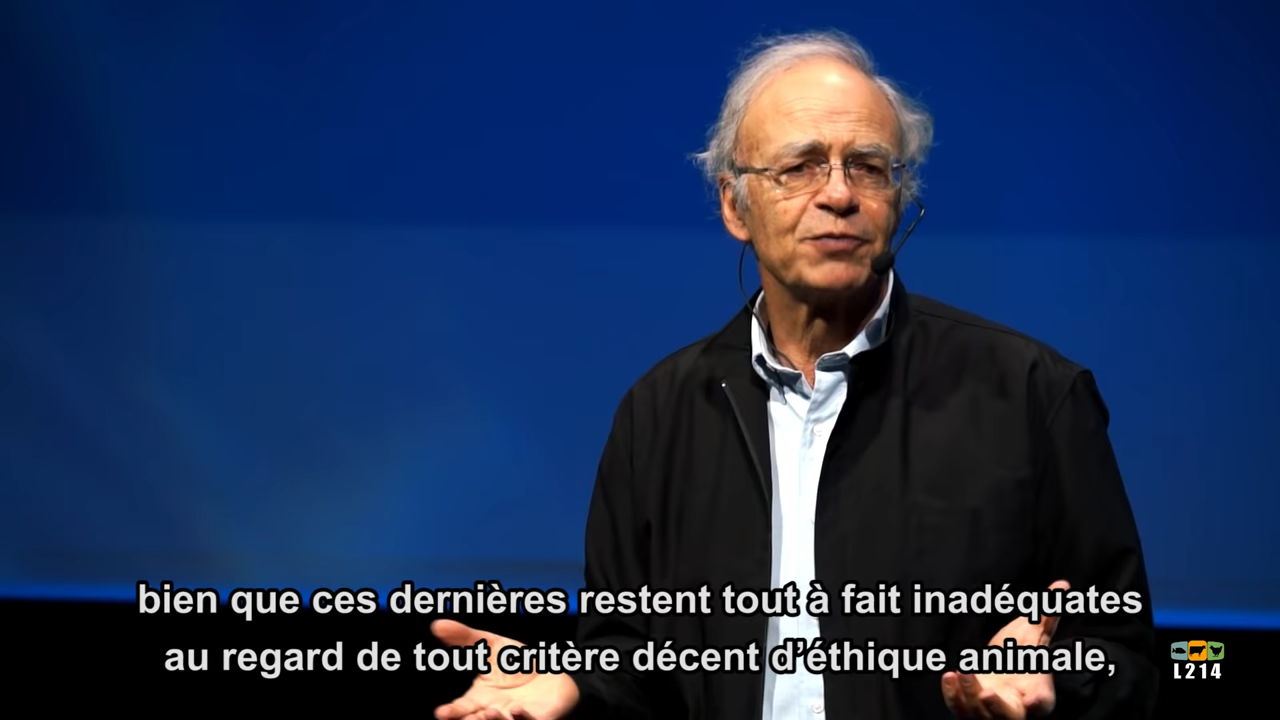 bien que ces dernières restent tout à fait inadéquates
au regard de tout critère décent d’éthique animale,
L214